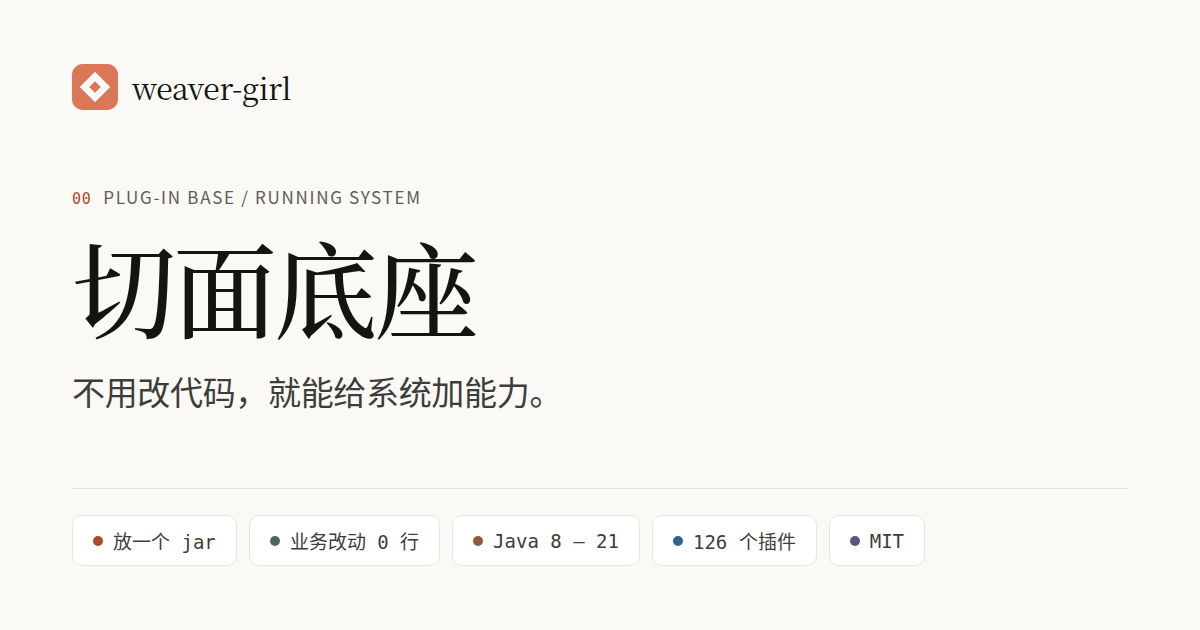 weaver-girl
00 PLUG-IN BASE / RUNNING SYSTEM
切面底座
不用改代码，就能给系统加能力。
放一个 jar
业务改动 0 行
Java 8 — 21
126 个插件
MIT